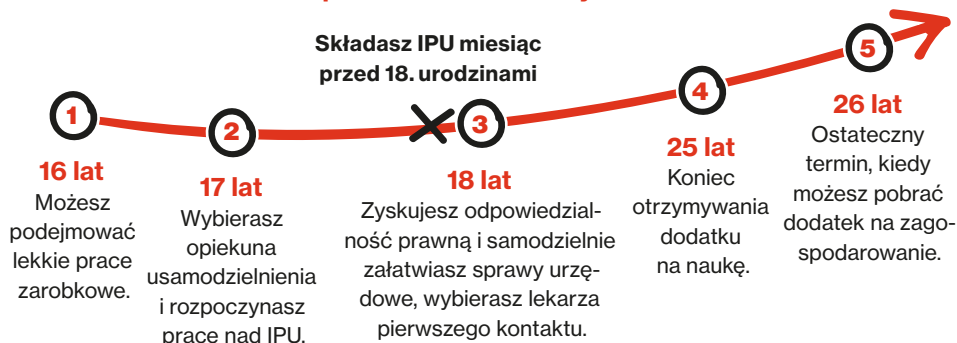 Składasz IPU miesiąc
przed 18. urodzinami
1
16 lat
Możesz
podejmować
lekkie prace
zarobkowe.
2
17 lat
Wybierasz
opiekuna
usamodzielnienia
i rozpoczynasz
pracę nad IPU.
3
18 lat
Zyskujesz odpowiedzial-
ność prawną i samodzielnie
załatwiasz sprawy urzę-
dowe, wybierasz lekarza
pierwszego kontaktu.
4
25 lat
Koniec
otrzymywania
dodatku
na naukę.
5
26 lat
Ostateczny
termin, kiedy
możesz pobrać
dodatek na zago-
spodarowanie.